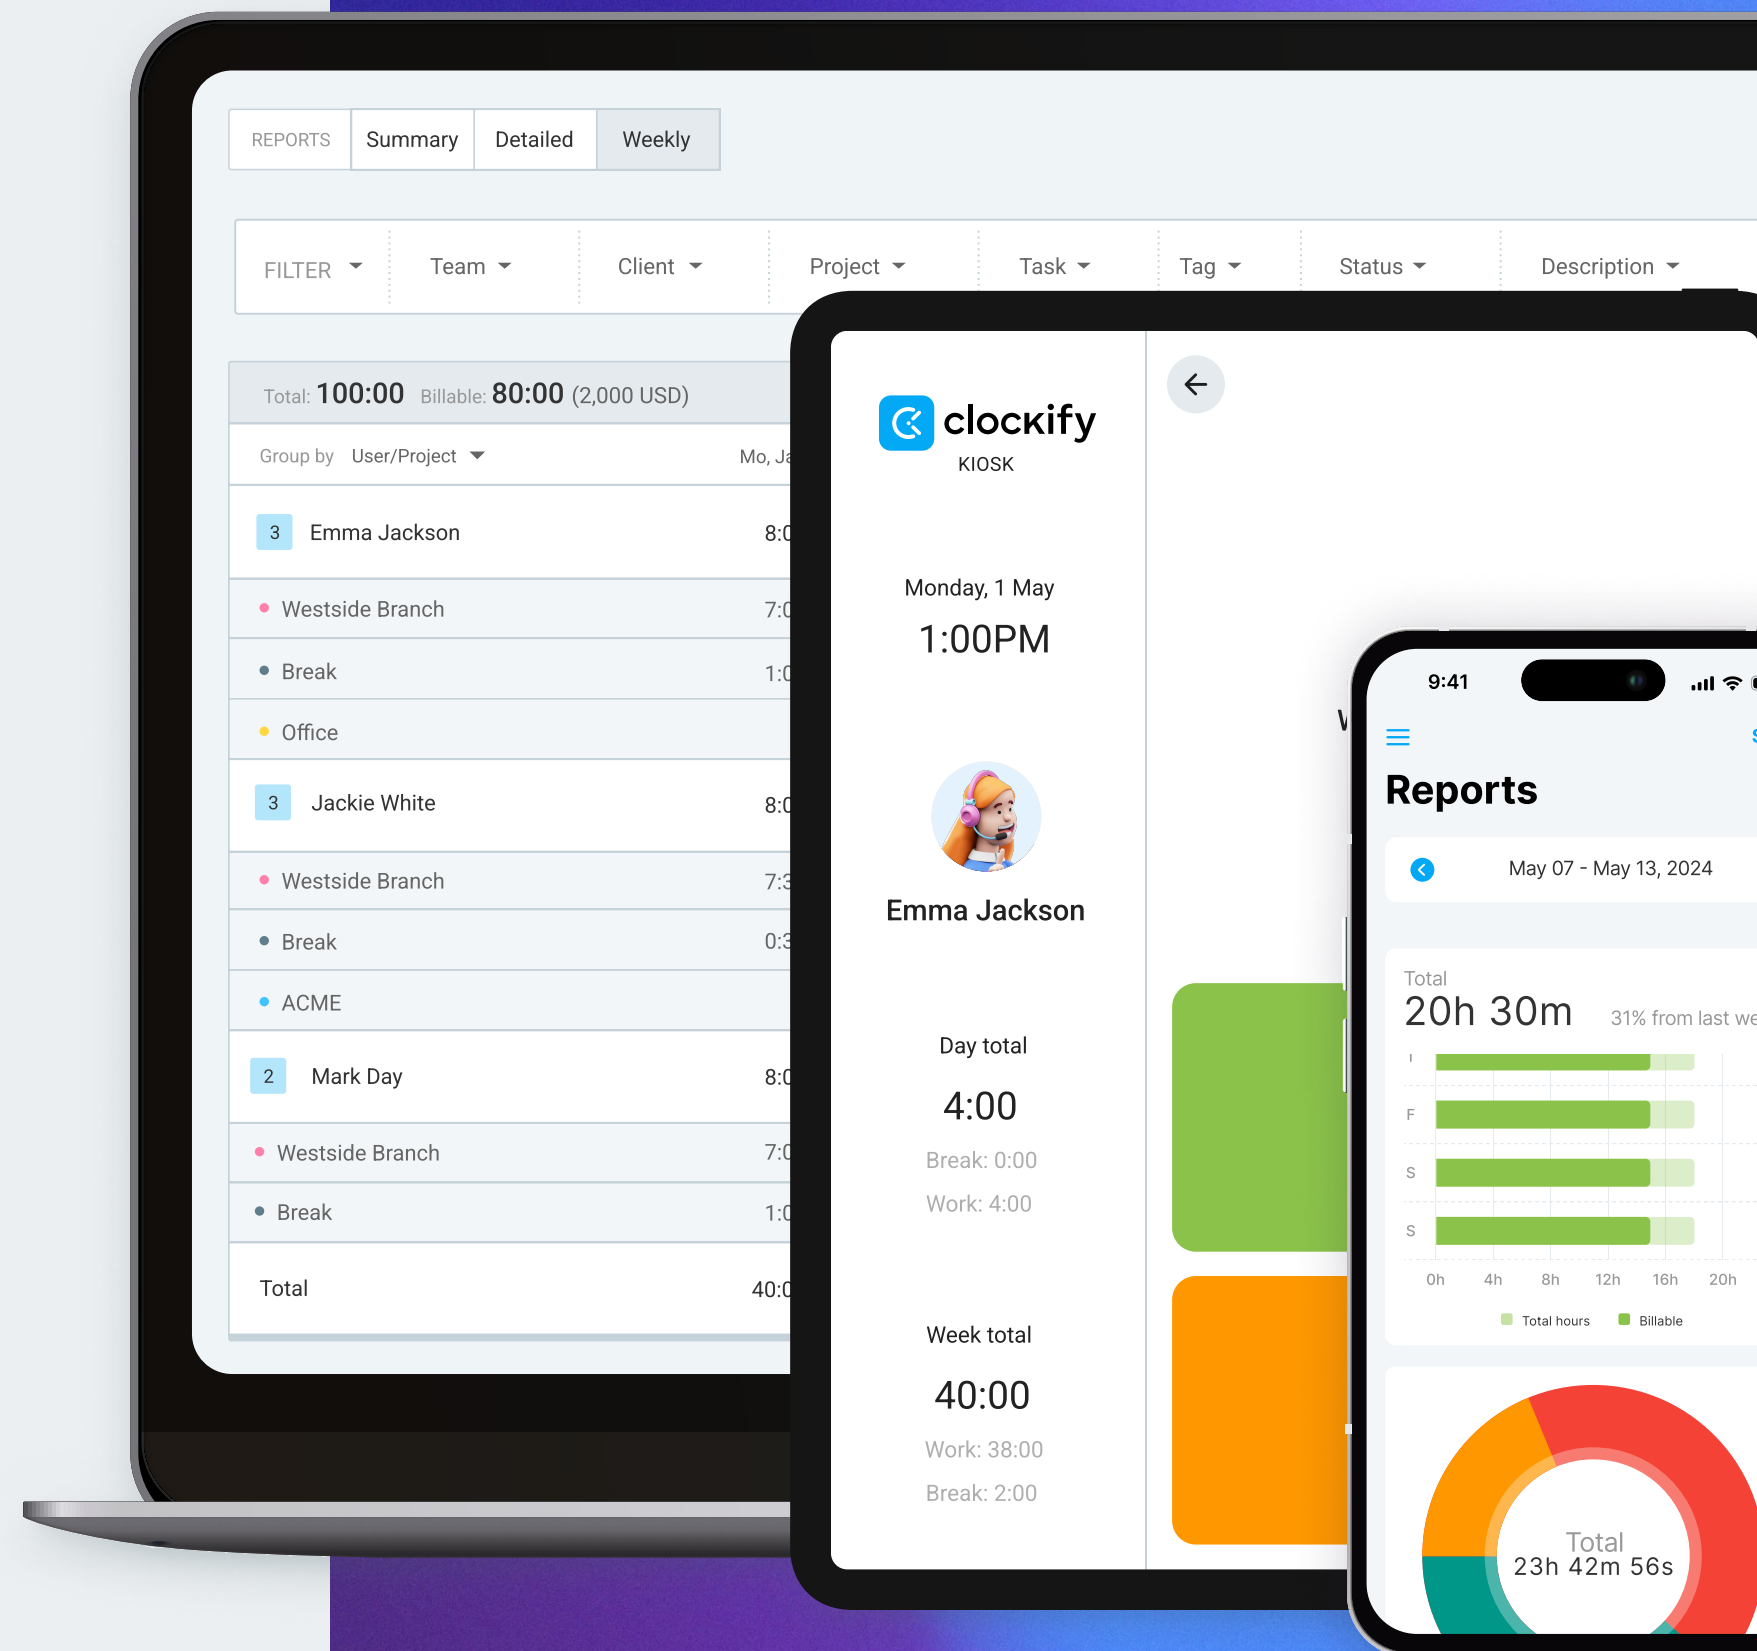 REPORTS Summary Detailed Weekly
FILTER Team Client Project Task Tag Status Description
Total: 100:00 Billable: 80:00 (2,000 USD)
Group by User/Project Mo,
3 Emma Jackson
Westside Branch
Break
Office
3 Jackie White
Westside Branch
Break
ACME
2 Mark Day
Westside Branch
Break
Total
clockify
KIOSK
Monday, 1 May
1:00PM
Emma Jackson
Day total
4:00
Break: 0:00
Work: 4:00
Week total
40:00
Work: 38:00
Break: 2:00
9:41
Reports
May 07 - May 13, 2024
Total
20h 30m 31% from last
F
S
S
0h 4h 8h 12h 16h 20h
Total hours Billable
Total
23h 42m 56s